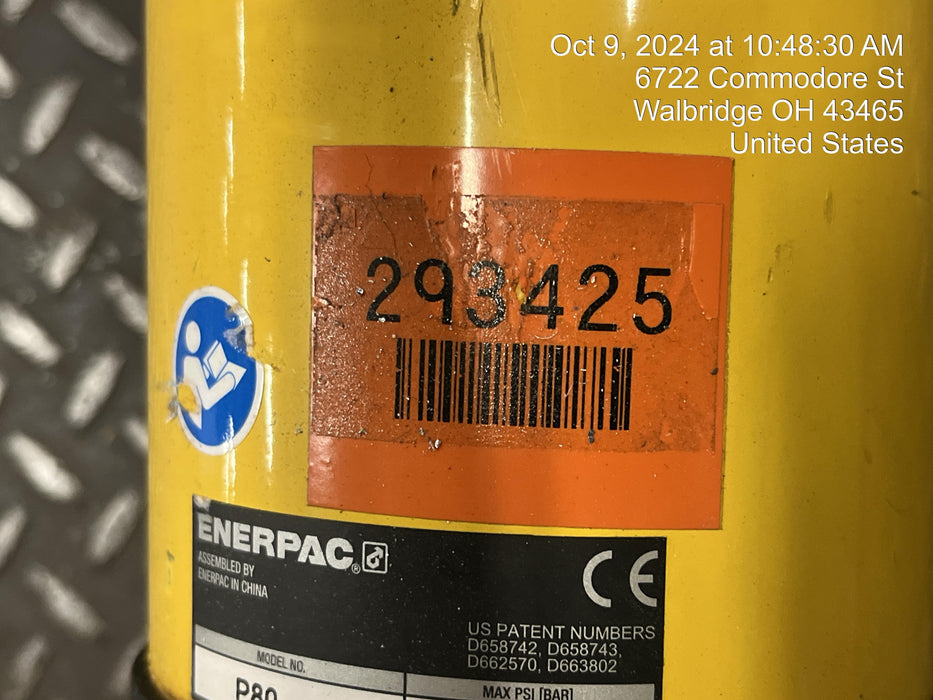 Oct 9, 2024 at 10:48:30 AM
6722 Commodore St
Walbridge OH 43465
United States
293425
ENERPAC®
ASSEMBLED BY
ENERPAC IN CHINA
CE
US PATENT NUMBERS
D658742, D658743,
D662570, D663802
MODEL NO.
P80
MAX PSI [BAR]